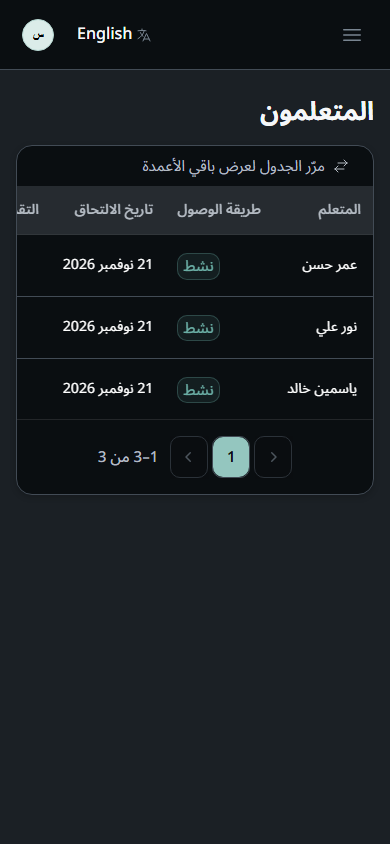 س
English
المتعلمون
مرّر الجدول لعرض باقي الأعمدة
المتعلم طريقة الوصول تاريخ الالتحاق
عمر حسن نشط 21 نوفمبر 2026
نور علي نشط 21 نوفمبر 2026
ياسمين خالد نشط 21 نوفمبر 2026
1 1–3 من 3